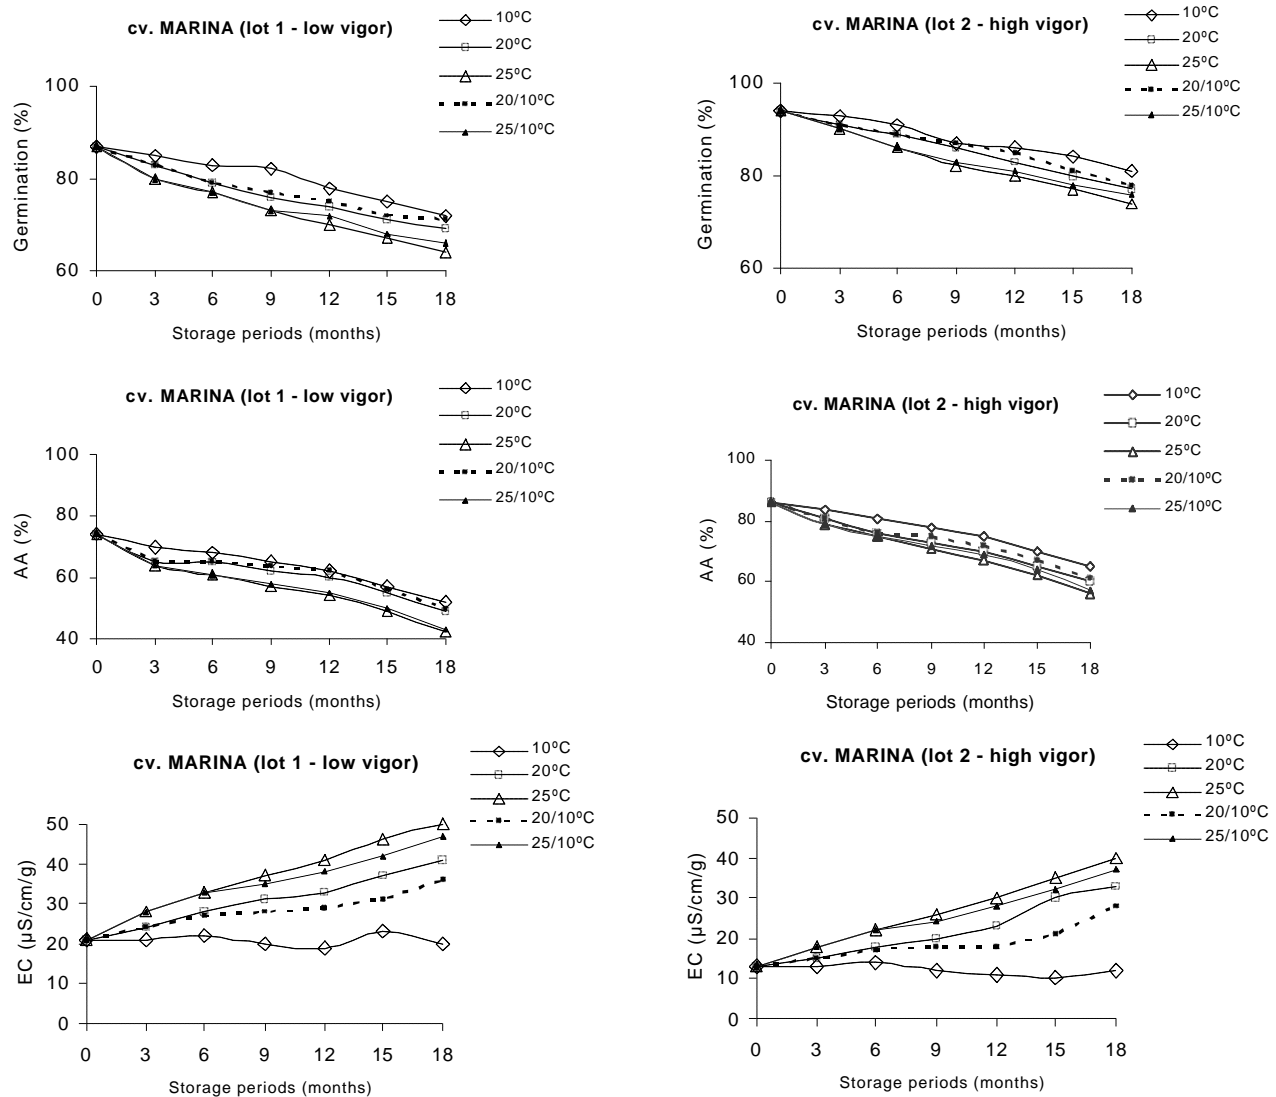 cv. MARINA (lot 1 - low vigor)
10ºC
20ºC
25ºC
20/10ºC
25/10ºC
Germination (%)
100
80
60
0 3 6 9 12 15 18
Storage periods (months)
cv. MARINA (lot 2 - high vigor)
10ºC
20ºC
25ºC
20/10ºC
25/10ºC
Germination (%)
100
80
60
0 3 6 9 12 15 18
Storage periods (months)
cv. MARINA (lot 1 - low vigor)
10ºC
20ºC
25ºC
20/10ºC
25/10ºC
AA (%)
100
80
60
40
0 3 6 9 12 15 18
Storage periods (months)
cv. MARINA (lot 2 - high vigor)
10ºC
20ºC
25ºC
20/10ºC
25/10ºC
AA (%)
100
80
60
40
0 3 6 9 12 15 18
Storage periods (months)
cv. MARINA (lot 1 - low vigor)
10ºC
20ºC
25ºC
20/10ºC
25/10ºC
EC (µS/cm/g)
50
40
30
20
10
0
0 3 6 9 12 15 18
Storage periods (months)
cv. MARINA (lot 2 - high vigor)
10ºC
20ºC
25ºC
20/10ºC
25/10ºC
EC (µS/cm/g)
50
40
30
20
10
0
0 3 6 9 12 15 18
Storage periods (months)